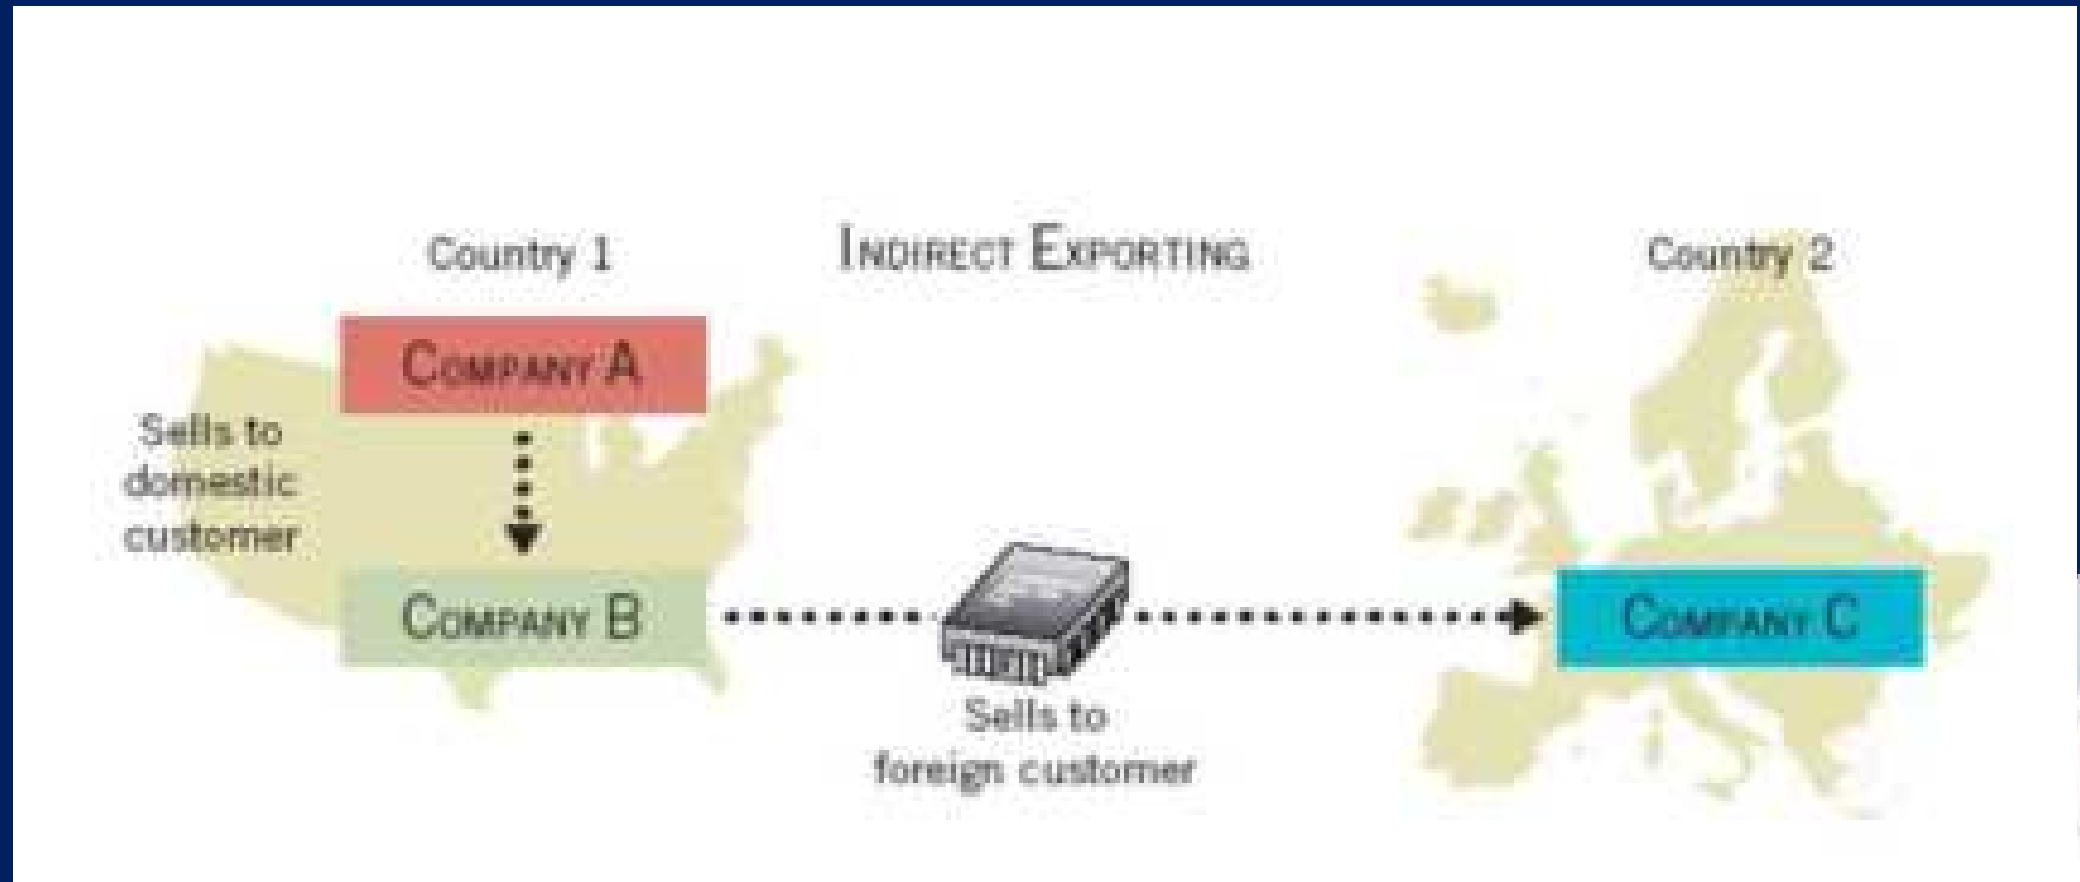 Country 1
INDIRECT EXPORTING
Country 2
COMPANY A
Sells to
domestic
customer
COMPANY B
COMPANY C
Sells to
foreign customer